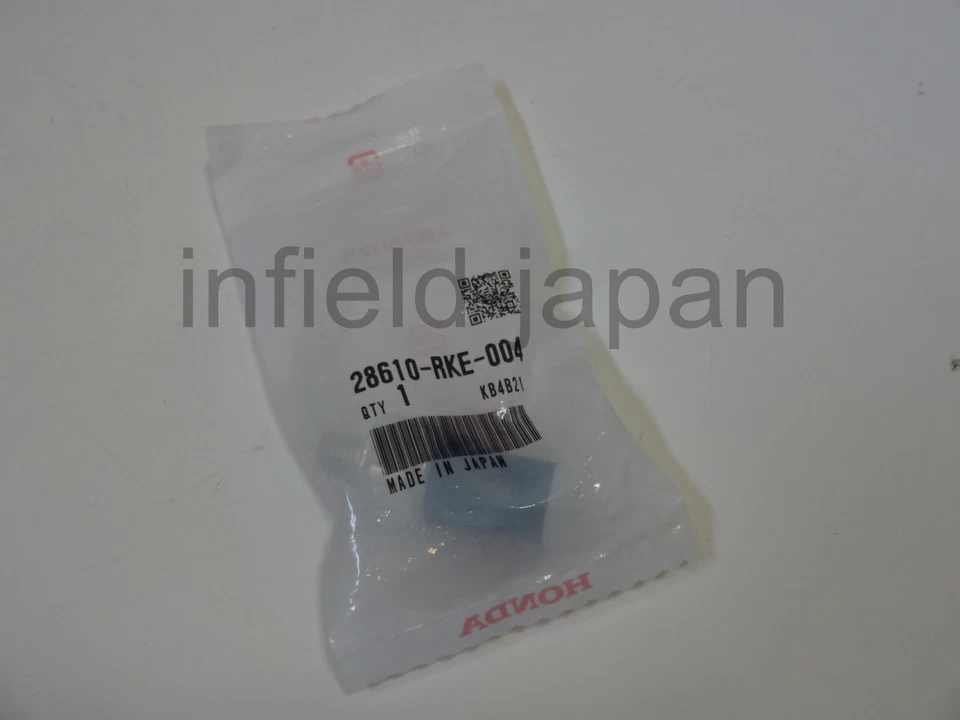 infield japan
28610-RKE-004
QTY 1 KB4B21
MADE IN JAPAN
HONDA